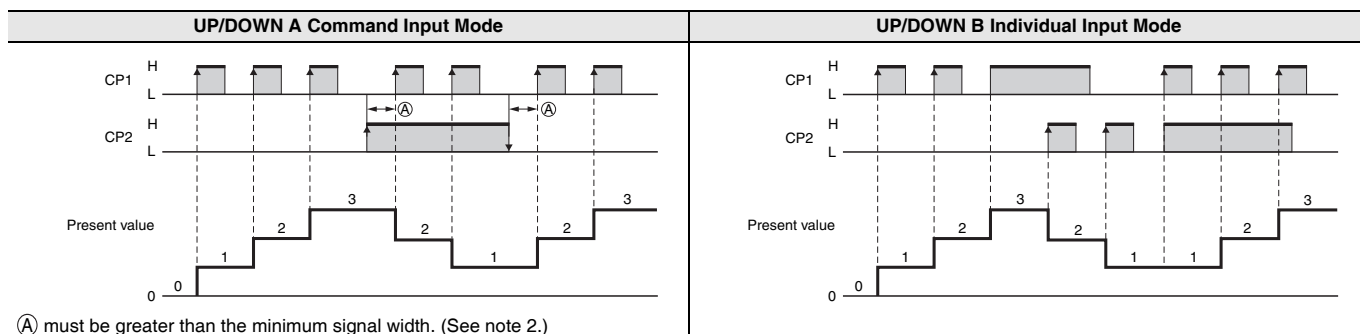 UP/DOWN A Command Input Mode
CP1 H L
Ⓐ Ⓐ
CP2 H L
Present value
0 0 1 2 3 2 1 2 3
Ⓐ must be greater than the minimum signal width. (See note 2.)
UP/DOWN B Individual Input Mode
CP1 H L
CP2 H L
Present value
0 0 1 2 3 2 1 1 2 3